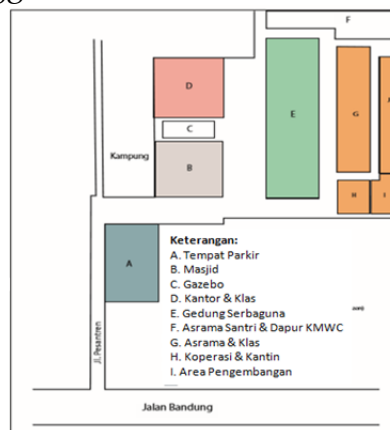 F
D
E
G
C
Kampung
B
H
I
A
Keterangan:
A. Tempat Parkir
B. Masjid
C. Gazebo
D. Kantor & Klas
E. Gedung Serbaguna
F. Asrama Santri & Dapur KMWC
G. Asrama & Klas
H. Koperasi & Kantin
I. Area Pengembangan
Jl. Pesantren
Jalan Bandung